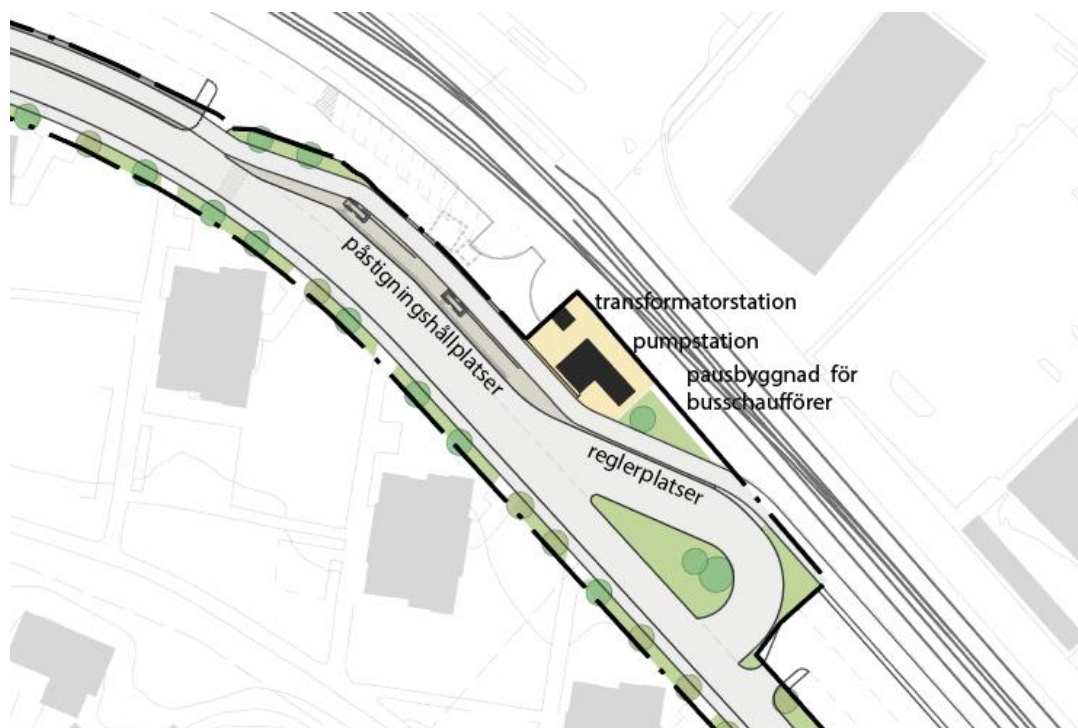 påstigningshållplatser
transformatorstation
pumpstation
pausbyggnad för
busschaufförer
reglerplatser